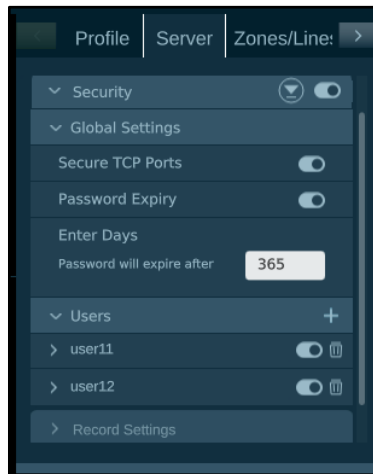 Profile Server Zones/Line
Security
Global Settings
Secure TCP Ports
Password Expiry
Enter Days
Password will expire after 365
Users
user11
user12
Record Settings